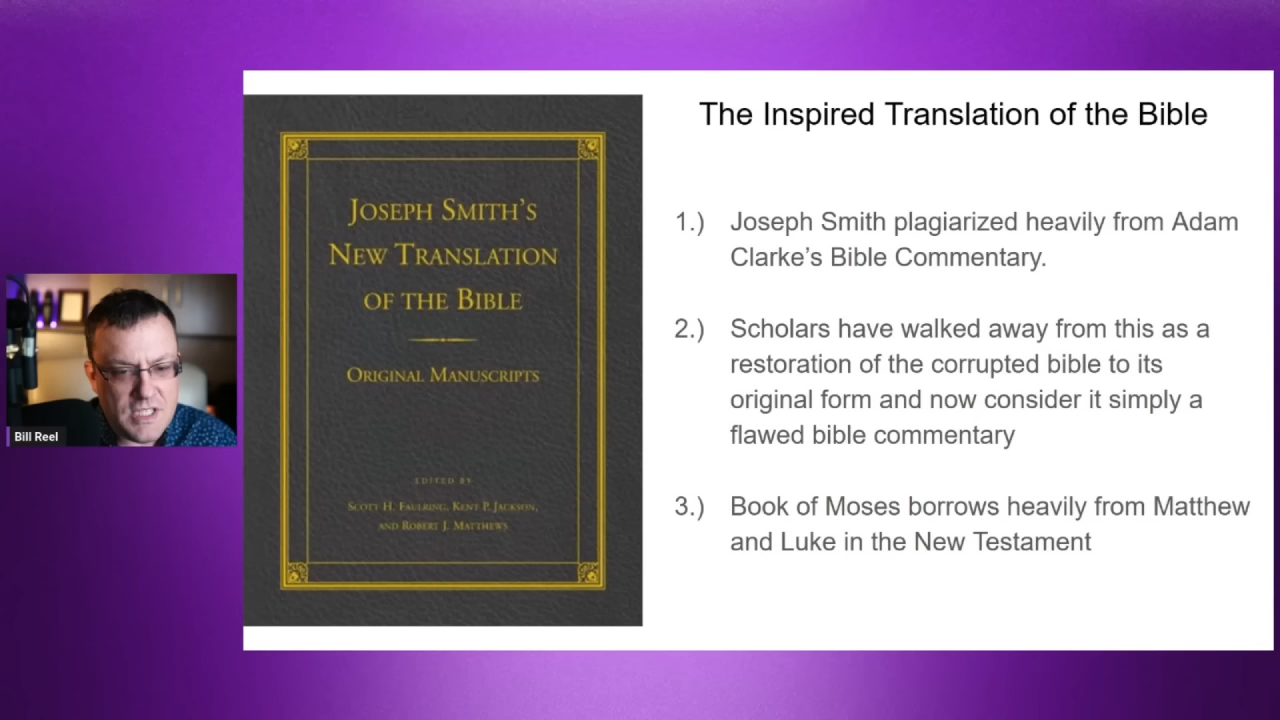 JOSEPH SMITH'S
NEW TRANSLATION
OF THE BIBLE
ORIGINAL MANUSCRIPTS
EDITED BY
SCOTT H. FAULRING, KENT P. JACKSON,
AND ROBERT J. MATTHEWS
The Inspired Translation of the Bible
1.) Joseph Smith plagiarized heavily from Adam
Clarke’s Bible Commentary.
2.) Scholars have walked away from this as a
restoration of the corrupted bible to its
original form and now consider it simply a
flawed bible commentary
3.) Book of Moses borrows heavily from Matthew
and Luke in the New Testament
Bill Reel